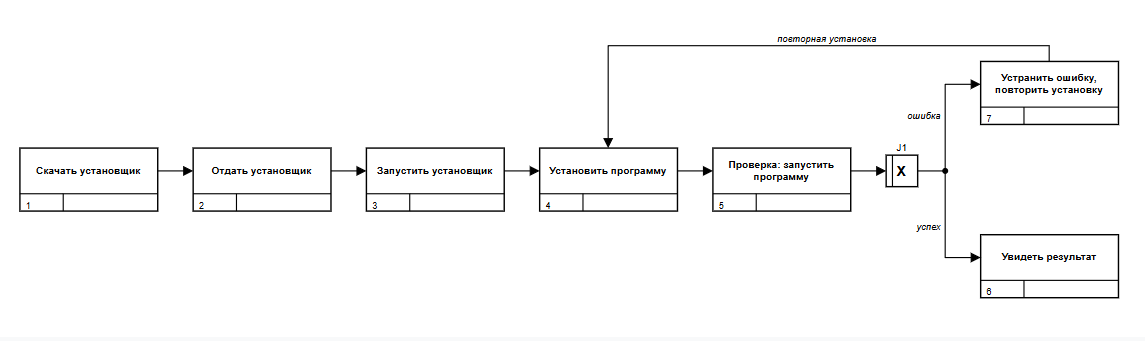 повторная установка
Устранить ошибку,
повторить установку
7
ошибка
J1
Скачать установщик
1
Отдать установщик
2
Запустить установщик
3
Установить программу
4
Проверка: запустить
программу
5
X
успех
Увидеть результат
6